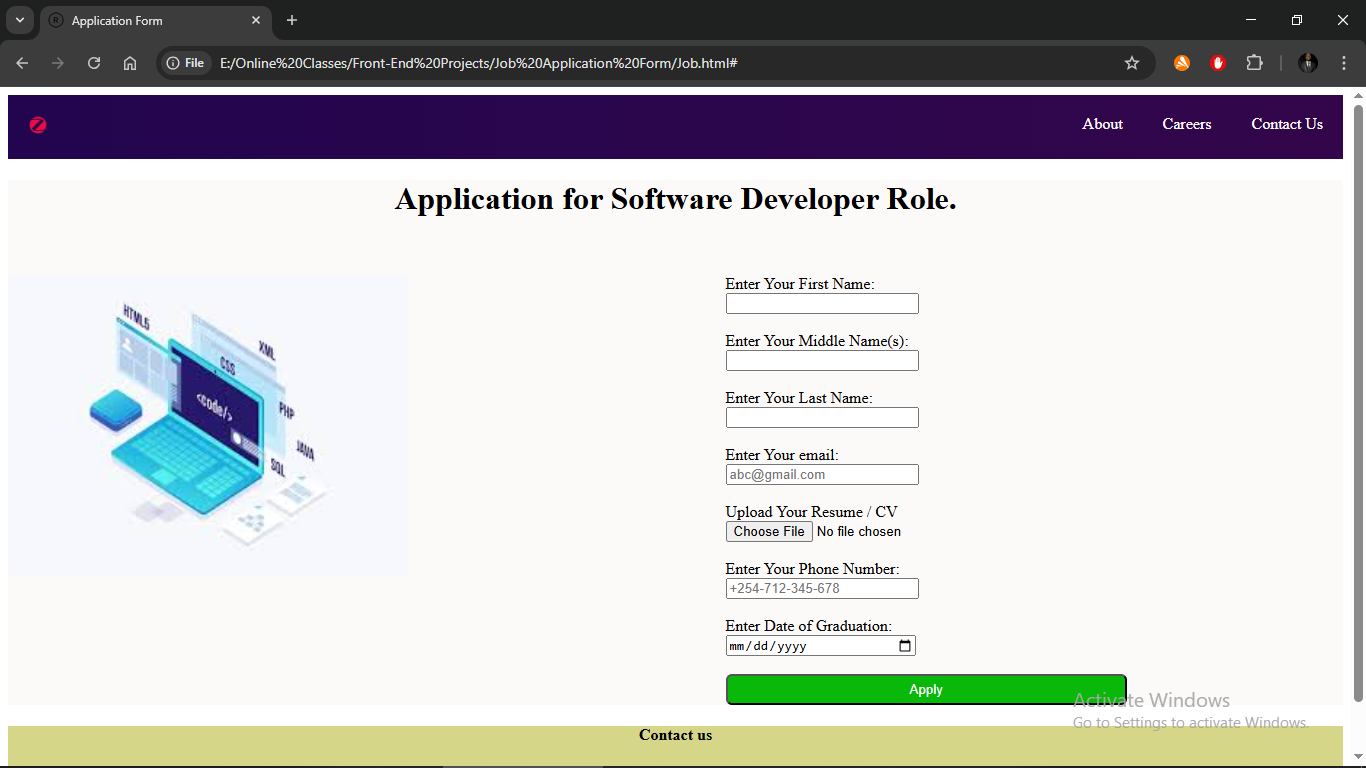 Application Form
File E:/Online%20Classes/Front-End%20Projects/Job%20Application%20Form/Job.html#
About Careers Contact Us
Application for Software Developer Role.
HTML5
XML
CSS
<code/>
PHP
JAVA
SQL
Enter Your First Name:
Enter Your Middle Name(s):
Enter Your Last Name:
Enter Your email:
abc@gmail.com
Upload Your Resume / CV
Choose File No file chosen
Enter Your Phone Number:
+254-712-345-678
Enter Date of Graduation:
mm/dd/yyyy
Apply
Activate Windows
Go to Settings to activate Windows.
Contact us